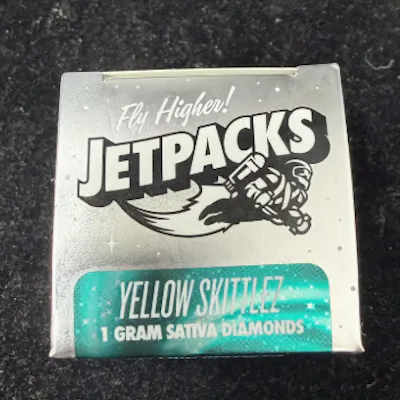 Fly Higher!
JETPACKS
YELLOW SKITTLEZ
1 GRAM SATIVA DIAMONDS